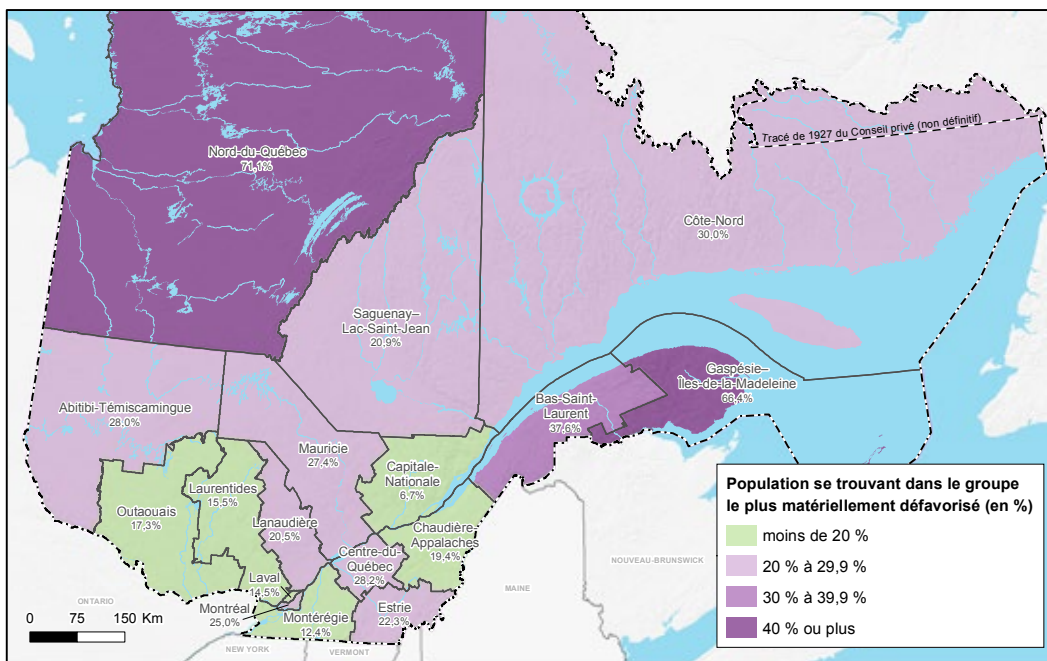 Tracé de 1927 du Conseil privé (non définitif)
Nord-du-Québec
71,1%
Côte-Nord
30,0%
Saguenay–
Lac-Saint-Jean
20,9%
Gaspésie–
Îles-de-la-Madeleine
66,4%
Bas-Saint-
Laurent
37,6%
Abitibi-Témiscamingue
28,0%
Mauricie
27,4%
Capitale-
Nationale
6,7%
Laurentides
15,5%
Outaouais
17,3%
Lanaudière
20,5%
Chaudière-
Appalaches
19,4%
Centre-du-
Québec
28,2%
Laval
14,5%
Montréal
25,0%
Montérégie
12,4%
Estrie
22,3%
ONTARIO
NEW YORK
VERMONT
MAINE
NOUVEAU-BRUNSWICK
0 75 150 Km
Population se trouvant dans le groupe
le plus matériellement défavorisé (en %)
moins de 20 %
20 % à 29,9 %
30 % à 39,9 %
40 % ou plus